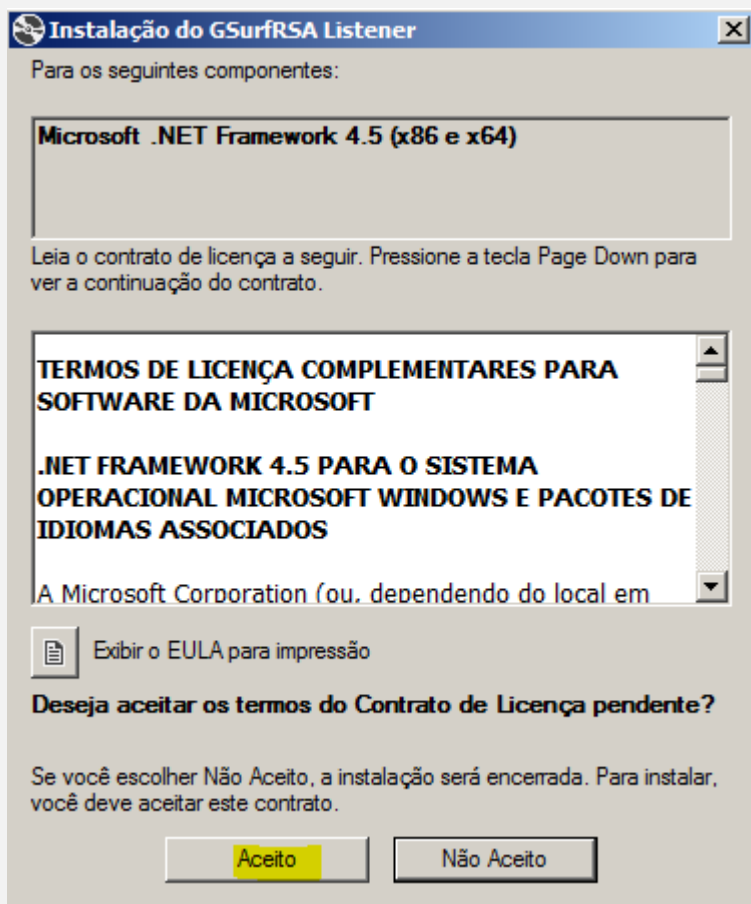 Instalação do GSurfRSA Listener
Para os seguintes componentes:
Microsoft .NET Framework 4.5 (x86 e x64)
Leia o contrato de licença a seguir. Pressione a tecla Page Down para
ver a continuação do contrato.
TERMOS DE LICENÇA COMPLEMENTARES PARA
SOFTWARE DA MICROSOFT
.NET FRAMEWORK 4.5 PARA O SISTEMA
OPERACIONAL MICROSOFT WINDOWS E PACOTES DE
IDIOMAS ASSOCIADOS
A Microsoft Corporation (ou, dependendo do local em
Exibir o EULA para impressão
Deseja aceitar os termos do Contrato de Licença pendente?
Se você escolher Não Aceito, a instalação será encerrada. Para instalar,
você deve aceitar este contrato.
Aceito
Não Aceito